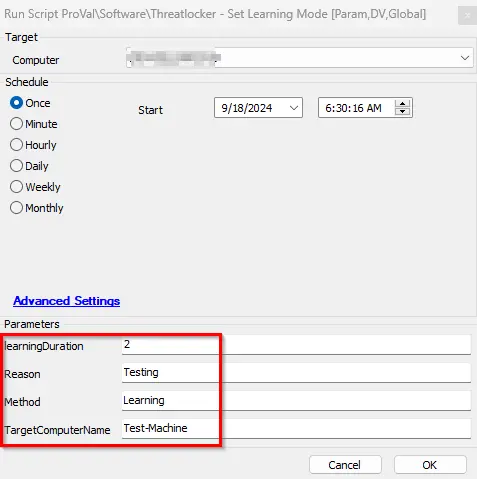 Run Script ProVal\Software\Threatlocker - Set Learning Mode [Param,DV,Global]
Target
Computer
Schedule
Once
Minute
Hourly
Daily
Weekly
Monthly
Start 9/18/2024 6:30:16 AM
Advanced Settings
Parameters
learningDuration 2
Reason Testing
Method Learning
TargetComputerName Test-Machine
Cancel OK